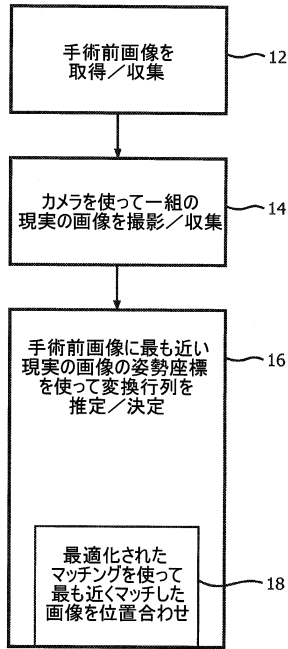 手術前画像を
取得／収集
12
カメラを使って一組の
現実の画像を撮影／収集
14
手術前画像に最も近い
現実の画像の姿勢座標
を使って変換行列を
推定／決定
16
最適化された
マッチングを使って
最も近くマッチした
画像を位置合わせ
18